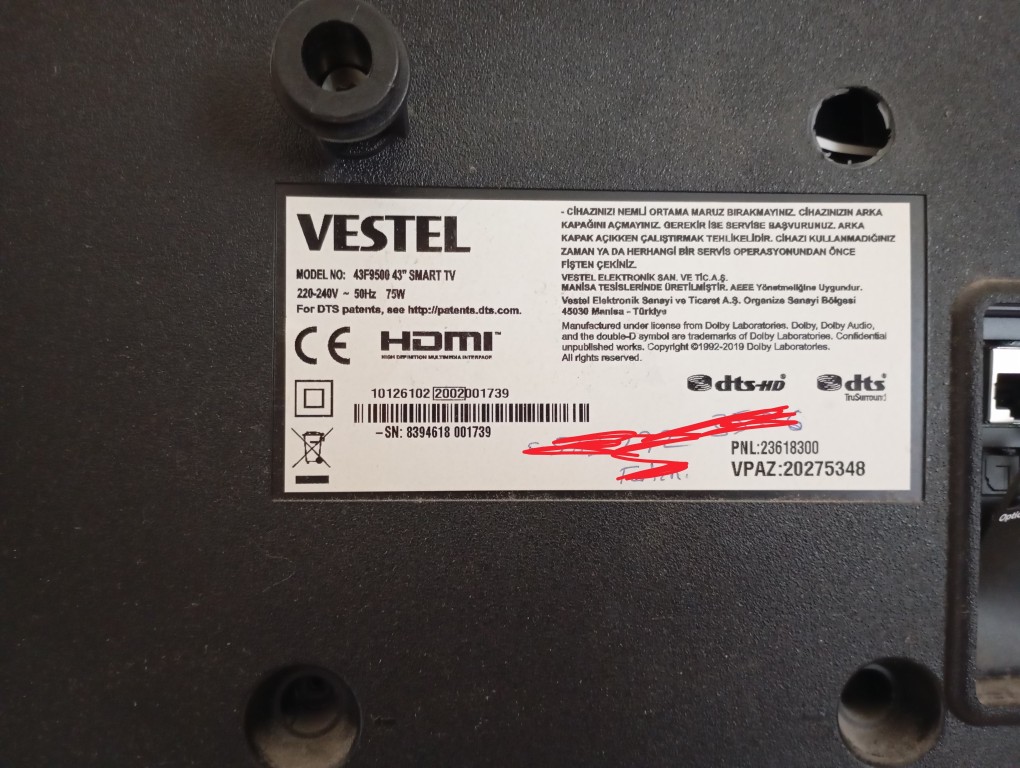 VESTEL
MODEL NO: 43F9500 43" SMART TV
220-240V ~ 50Hz 75W
For DTS patents, see http://patents.dts.com.
CE HDMI™
HIGH DEFINITION MULTIMEDIA INTERFACE
10126102 2002 001739
-SN: 8394618 001739
- CİHAZINIZI NEMLİ ORTAMA MARUZ BIRAKMAYINIZ. CİHAZINIZIN ARKA
KAPAĞINI AÇMAYINIZ. GEREKİR İSE SERVİSE BAŞVURUNUZ. ARKA
KAPAK AÇIKKEN ÇALIŞTIRMAK TEHLİKELİDİR. CİHAZI KULLANMADIĞINIZ
ZAMAN YA DA HERHANGİ BİR SERVİS OPERASYONUNDAN ÖNCE
FİŞTEN ÇEKİNİZ.
VESTEL ELEKTRONİK SAN. VE TİC.A.Ş.
MANİSA TESİSLERİNDE ÜRETİLMİŞTİR. AEEE Yönetmeliğine Uygundur.
Vestel Elektronik Sanayi ve Ticaret A.Ş. Organize Sanayi Bölgesi
45030 Manisa - Türkiye
Manufactured under license from Dolby Laboratories. Dolby, Dolby Audio,
and the double-D symbol are trademarks of Dolby Laboratories. Confidential
unpublished works. Copyright ©1992-2019 Dolby Laboratories.
All rights reserved.
dts-HD® dts®
TruSurround
PNL:23618300
VPAZ:20275348